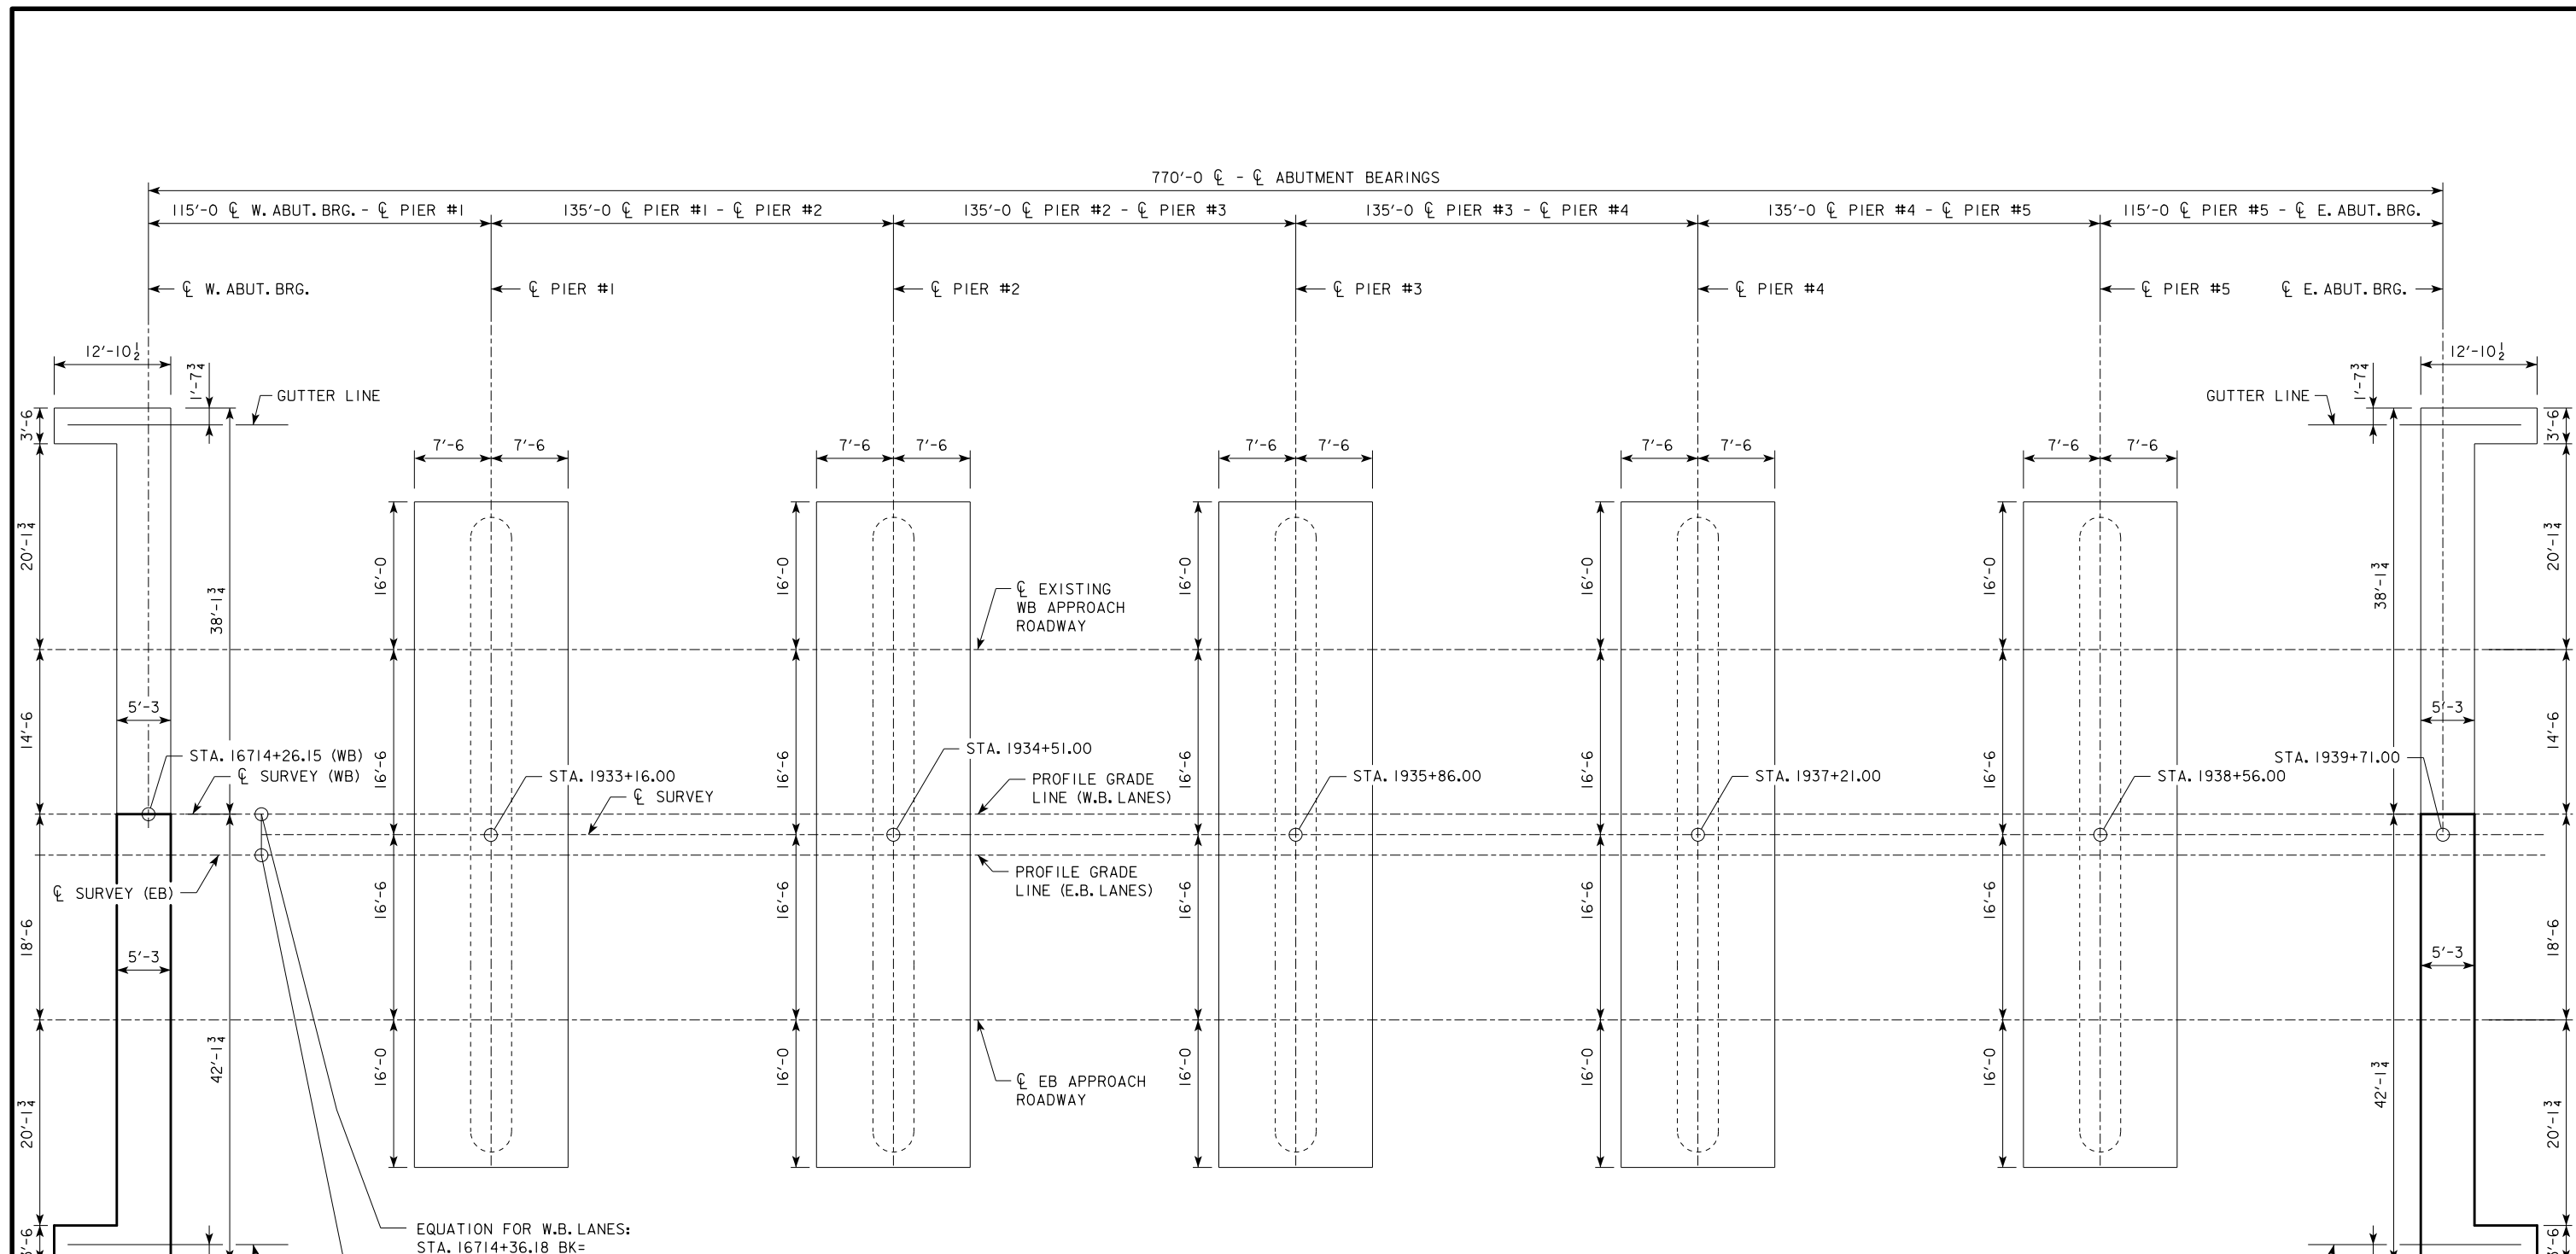 770'-0 ℄ - ℄ ABUTMENT BEARINGS
115'-0 ℄ W. ABUT. BRG. - ℄ PIER #1
135'-0 ℄ PIER #1 - ℄ PIER #2
135'-0 ℄ PIER #2 - ℄ PIER #3
135'-0 ℄ PIER #3 - ℄ PIER #4
135'-0 ℄ PIER #4 - ℄ PIER #5
115'-0 ℄ PIER #5 - ℄ E. ABUT. BRG.
℄ W. ABUT. BRG.
℄ PIER #1
℄ PIER #2
℄ PIER #3
℄ PIER #4
℄ PIER #5
℄ E. ABUT. BRG.
12'-10½
1'-7¾
GUTTER LINE
GUTTER LINE
1'-7¾
12'-10½
3'-6
3'-6
7'-6
7'-6
7'-6
7'-6
7'-6
7'-6
7'-6
7'-6
7'-6
7'-6
20'-1¾
38'-1¾
16'-0
16'-0
16'-0
16'-0
16'-0
38'-1¾
20'-1¾
℄ EXISTING
WB APPROACH
ROADWAY
5'-3
5'-3
14'-6
16'-6
16'-6
16'-6
16'-6
16'-6
14'-6
STA. 16714+26.15 (WB)
℄ SURVEY (WB)
STA. 1933+16.00
℄ SURVEY
STA. 1934+51.00
PROFILE GRADE
LINE (W.B. LANES)
STA. 1935+86.00
STA. 1937+21.00
STA. 1938+56.00
STA. 1939+71.00
℄ SURVEY (EB)
PROFILE GRADE
LINE (E.B. LANES)
18'-6
16'-6
16'-6
16'-6
16'-6
16'-6
18'-6
5'-3
5'-3
20'-1¾
42'-1¾
16'-0
16'-0
16'-0
16'-0
16'-0
42'-1¾
20'-1¾
℄ EB APPROACH
ROADWAY
EQUATION FOR W.B. LANES:
STA. 16714+36.18 BK=